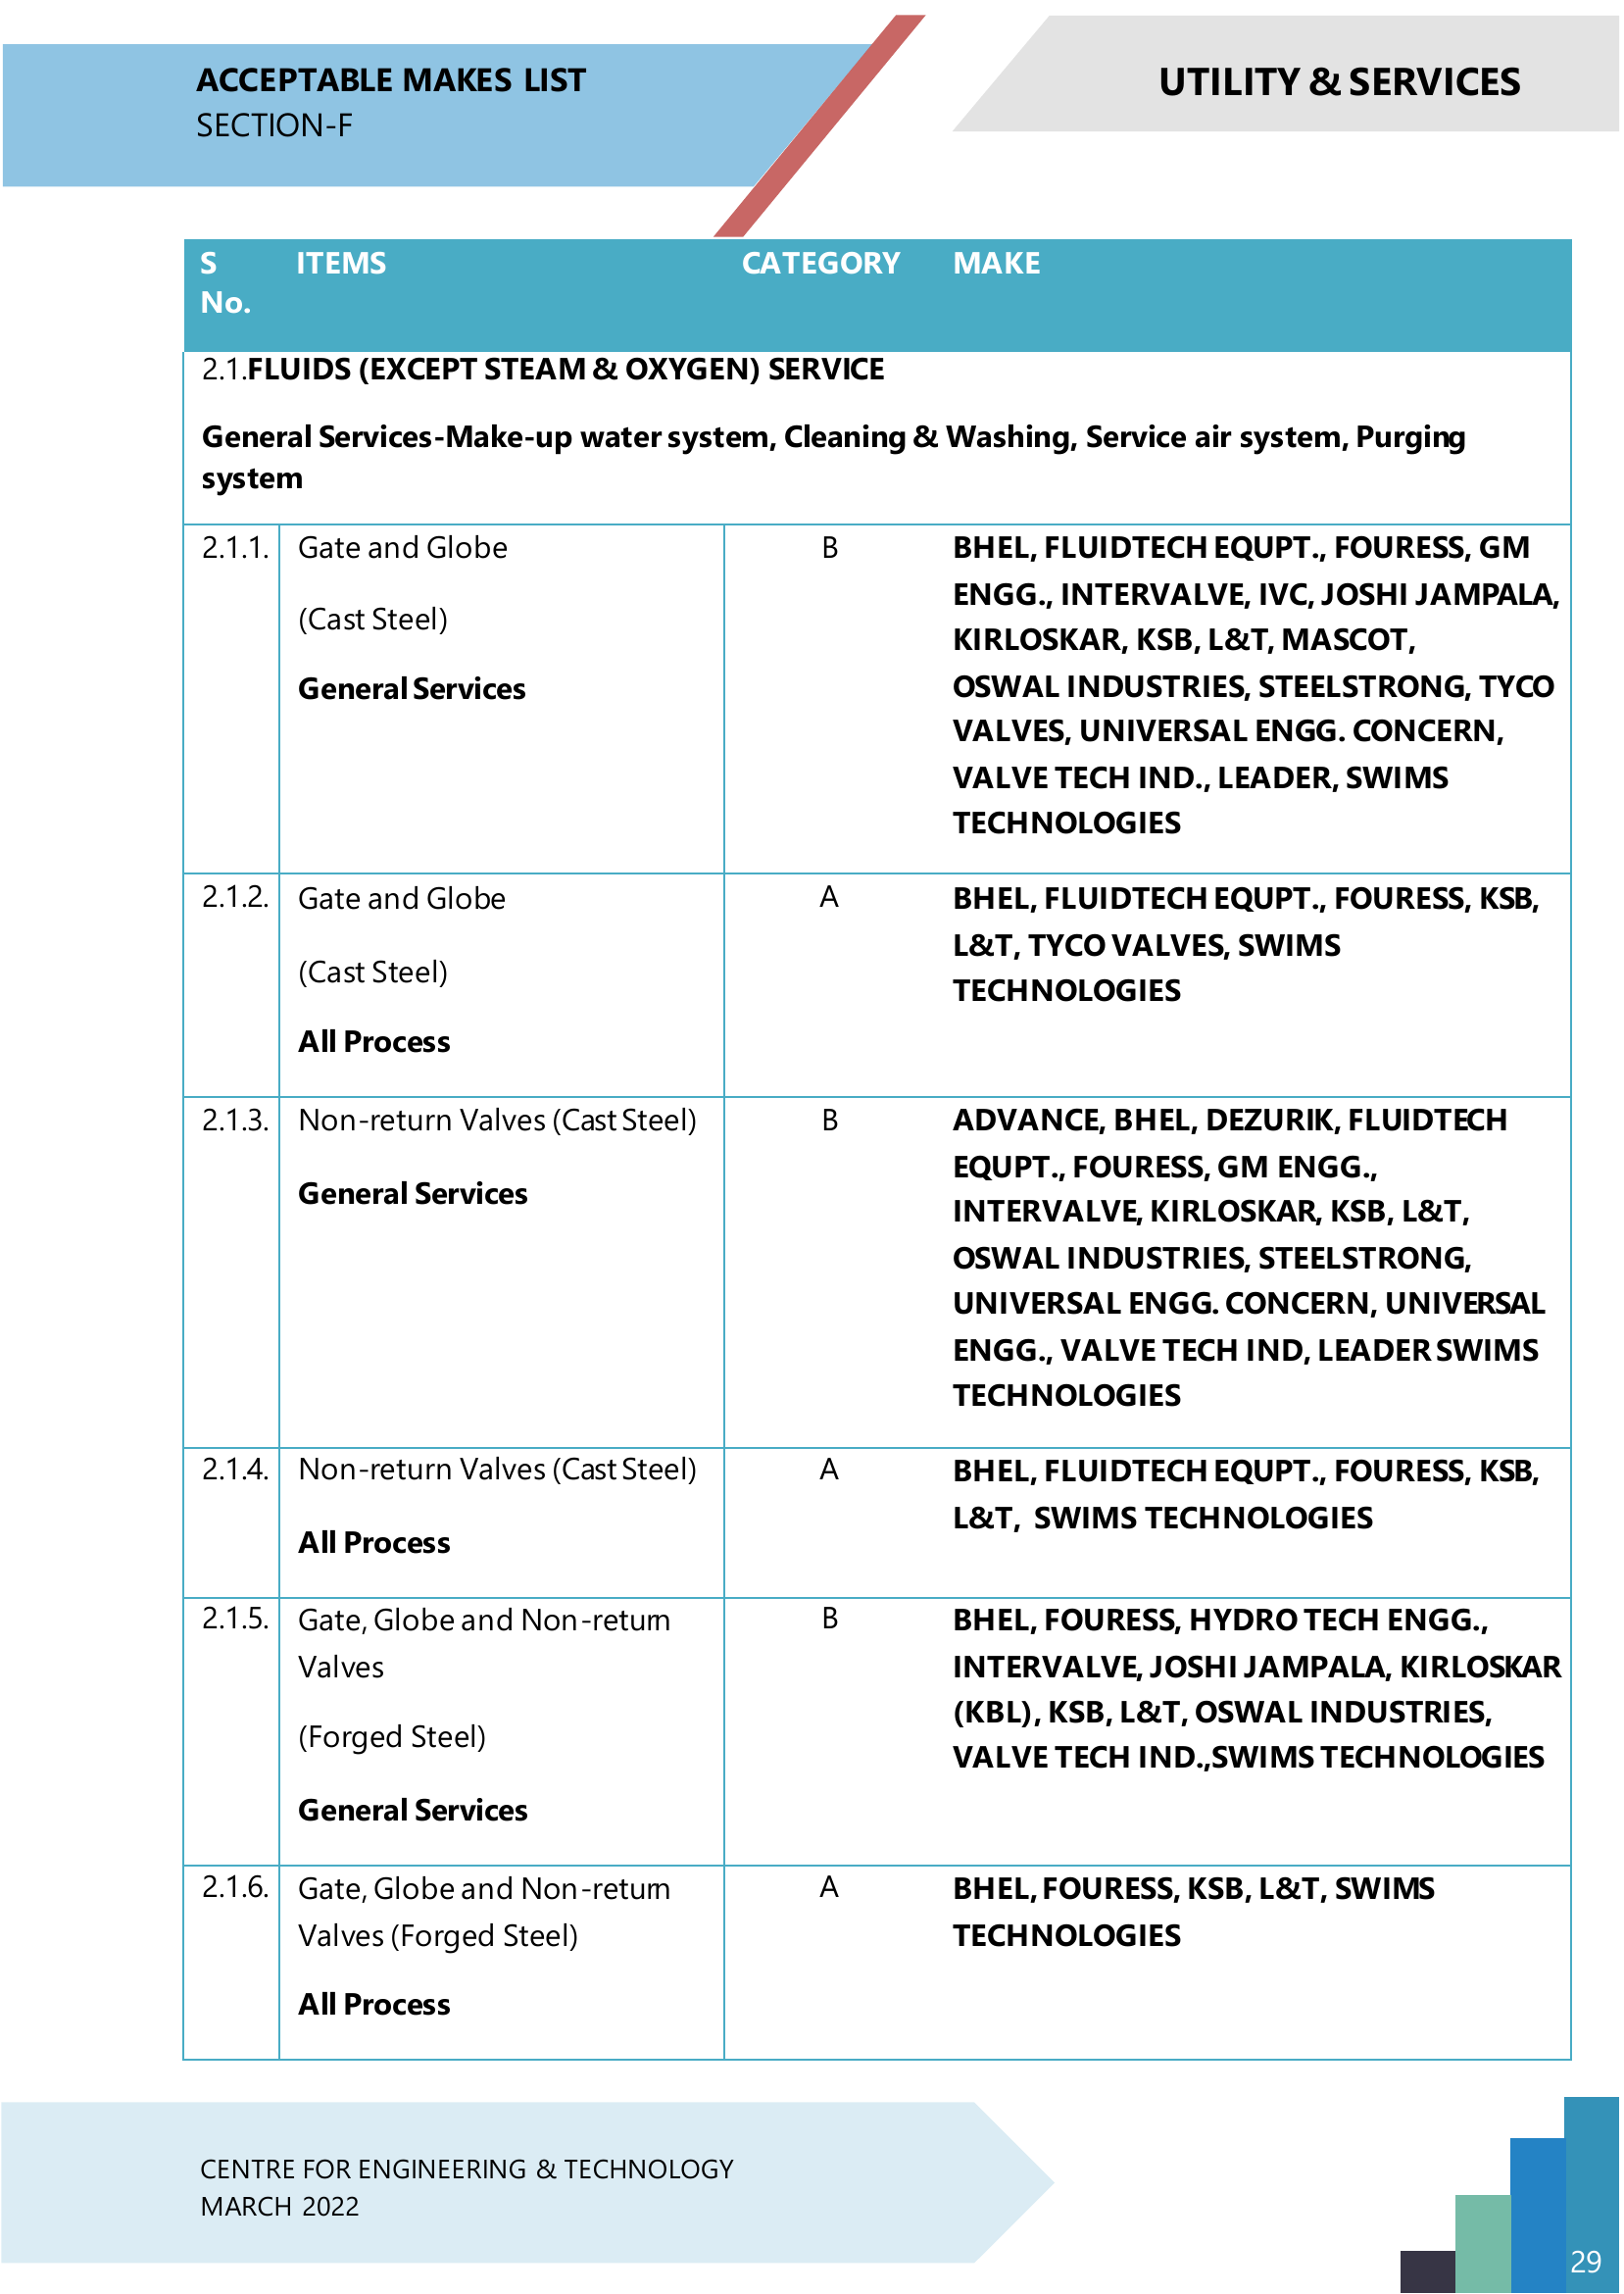 ACCEPTABLE MAKES LIST
SECTION-F
UTILITY & SERVICES
S No.
ITEMS
CATEGORY
MAKE
2.1.FLUIDS (EXCEPT STEAM & OXYGEN) SERVICE
General Services-Make-up water system, Cleaning & Washing, Service air system, Purging
system
2.1.1.
Gate and Globe
(Cast Steel)
General Services
B
BHEL, FLUIDTECH EQUPT., FOURESS, GM
ENGG., INTERVALVE, IVC, JOSHI JAMPALA,
KIRLOSKAR, KSB, L&T, MASCOT,
OSWAL INDUSTRIES, STEELSTRONG, TYCO
VALVES, UNIVERSAL ENGG. CONCERN,
VALVE TECH IND., LEADER, SWIMS
TECHNOLOGIES
2.1.2.
Gate and Globe
(Cast Steel)
All Process
A
BHEL, FLUIDTECH EQUPT., FOURESS, KSB,
L&T, TYCO VALVES, SWIMS
TECHNOLOGIES
2.1.3.
Non-return Valves (Cast Steel)
General Services
B
ADVANCE, BHEL, DEZURIK, FLUIDTECH
EQUPT., FOURESS, GM ENGG.,
INTERVALVE, KIRLOSKAR, KSB, L&T,
OSWAL INDUSTRIES, STEELSTRONG,
UNIVERSAL ENGG. CONCERN, UNIVERSAL
ENGG., VALVE TECH IND, LEADER SWIMS
TECHNOLOGIES
2.1.4.
Non-return Valves (Cast Steel)
All Process
A
BHEL, FLUIDTECH EQUPT., FOURESS, KSB,
L&T, SWIMS TECHNOLOGIES
2.1.5.
Gate, Globe and Non-return
Valves
(Forged Steel)
General Services
B
BHEL, FOURESS, HYDRO TECH ENGG.,
INTERVALVE, JOSHI JAMPALA, KIRLOSKAR
(KBL), KSB, L&T, OSWAL INDUSTRIES,
VALVE TECH IND.,SWIMS TECHNOLOGIES
2.1.6.
Gate, Globe and Non-return
Valves (Forged Steel)
All Process
A
BHEL, FOURESS, KSB, L&T, SWIMS
TECHNOLOGIES
CENTRE FOR ENGINEERING & TECHNOLOGY
MARCH 2022
29